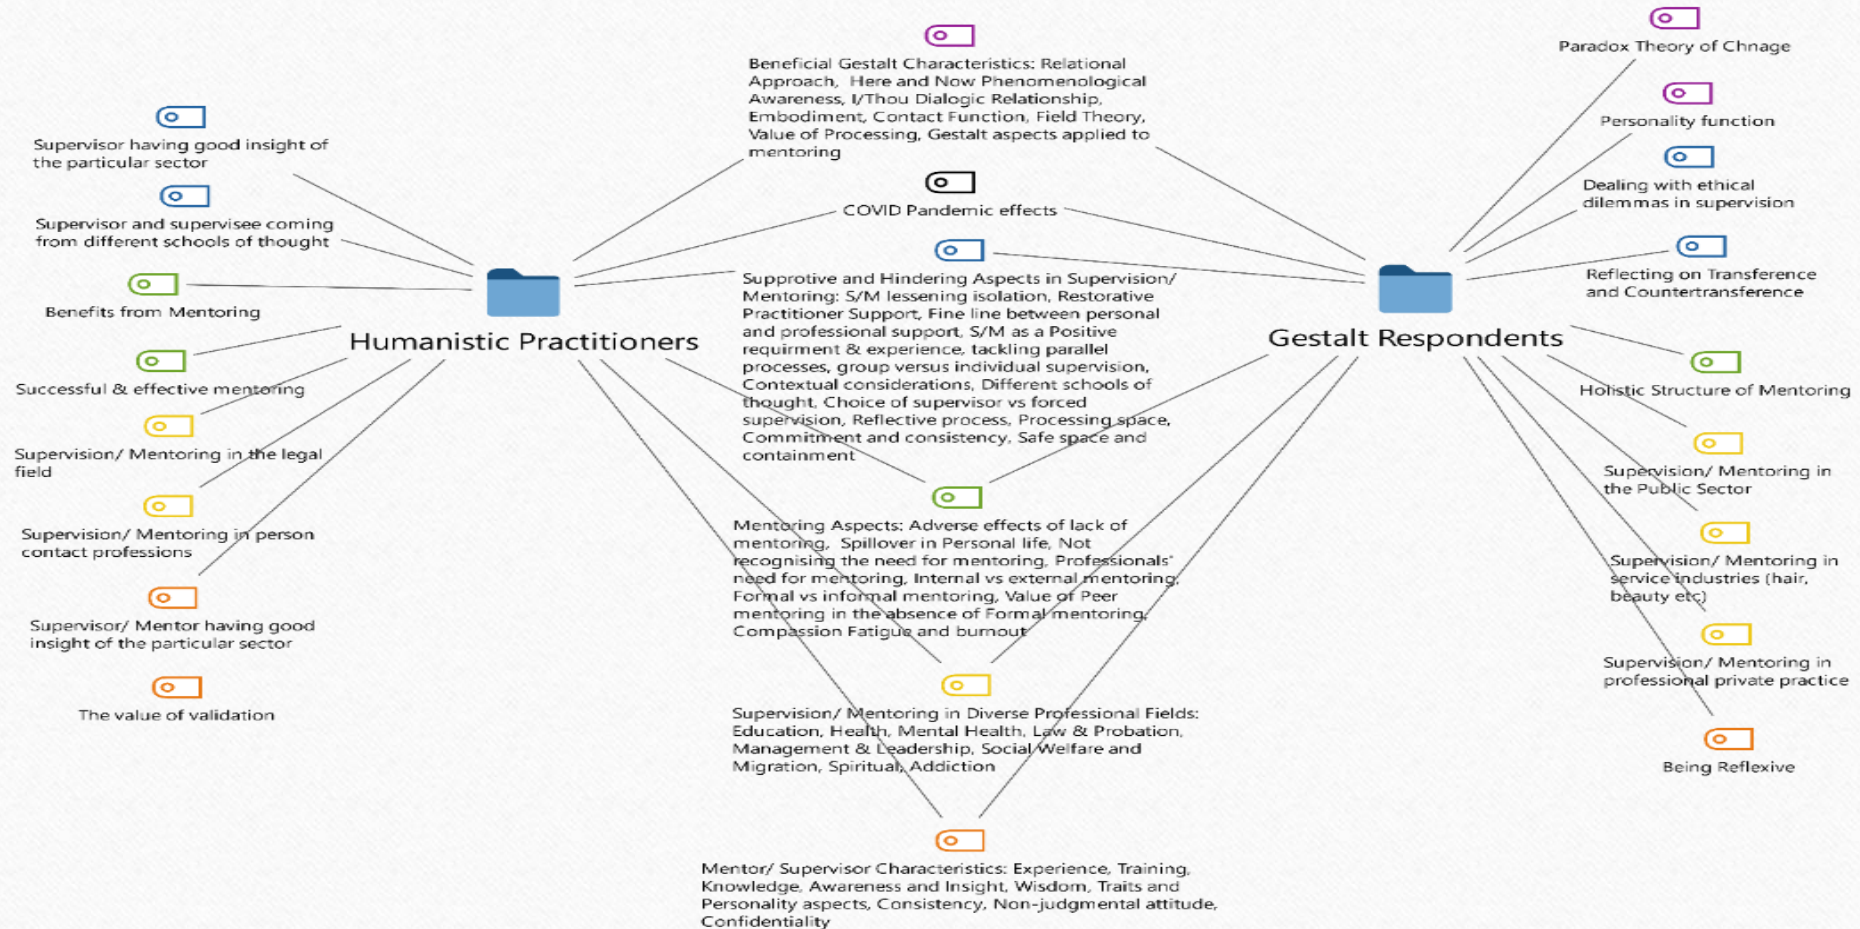 Supervisor having good insight of
the particular sector
Supervisor and supervisee coming
from different schools of thought
Benefits from Mentoring
Successful & effective mentoring
Supervision/ Mentoring in the legal
field
Supervision/ Mentoring in person
contact professions
Supervisor/ Mentor having good
insight of the particular sector
The value of validation
Humanistic Practitioners
Beneficial Gestalt Characteristics: Relational
Approach, Here and Now Phenomenological
Awareness, I/Thou Dialogic Relationship,
Embodiment, Contact Function, Field Theory,
Value of Processing, Gestalt aspects applied to
mentoring
COVID Pandemic effects
Supprotive and Hindering Aspects in Supervision/
Mentoring: S/M lessening isolation, Restorative
Practitioner Support, Fine line between personal
and professional support, S/M as a Positive
requirment & experience, tackling parallel
processes, group versus individual supervision,
Contextual considerations, Different schools of
thought, Choice of supervisor vs forced
supervision, Reflective process, Processing space,
Commitment and consistency, Safe space and
containment
Mentoring Aspects: Adverse effects of lack of
mentoring, Spillover in Personal life, Not
recognising the need for mentoring, Professionals'
need for mentoring, Internal vs external mentoring,
Formal vs informal mentoring, Value of Peer
mentoring in the absence of Formal mentoring,
Compassion Fatigue and burnout
Supervision/ Mentoring in Diverse Professional Fields:
Education, Health, Mental Health, Law & Probation,
Management & Leadership, Social Welfare and
Migration, Spiritual, Addiction
Mentor/ Supervisor Characteristics: Experience, Training,
Knowledge, Awareness and Insight, Wisdom, Traits and
Personality aspects, Consistency, Non-judgmental attitude,
Confidentiality
Gestalt Respondents
Paradox Theory of Chnage
Personality function
Dealing with ethical
dilemmas in supervision
Reflecting on Transference
and Countertransference
Holistic Structure of Mentoring
Supervision/ Mentoring in
the Public Sector
Supervision/ Mentoring in
service industries (hair,
beauty etc)
Supervision/ Mentoring in
professional private practice
Being Reflexive